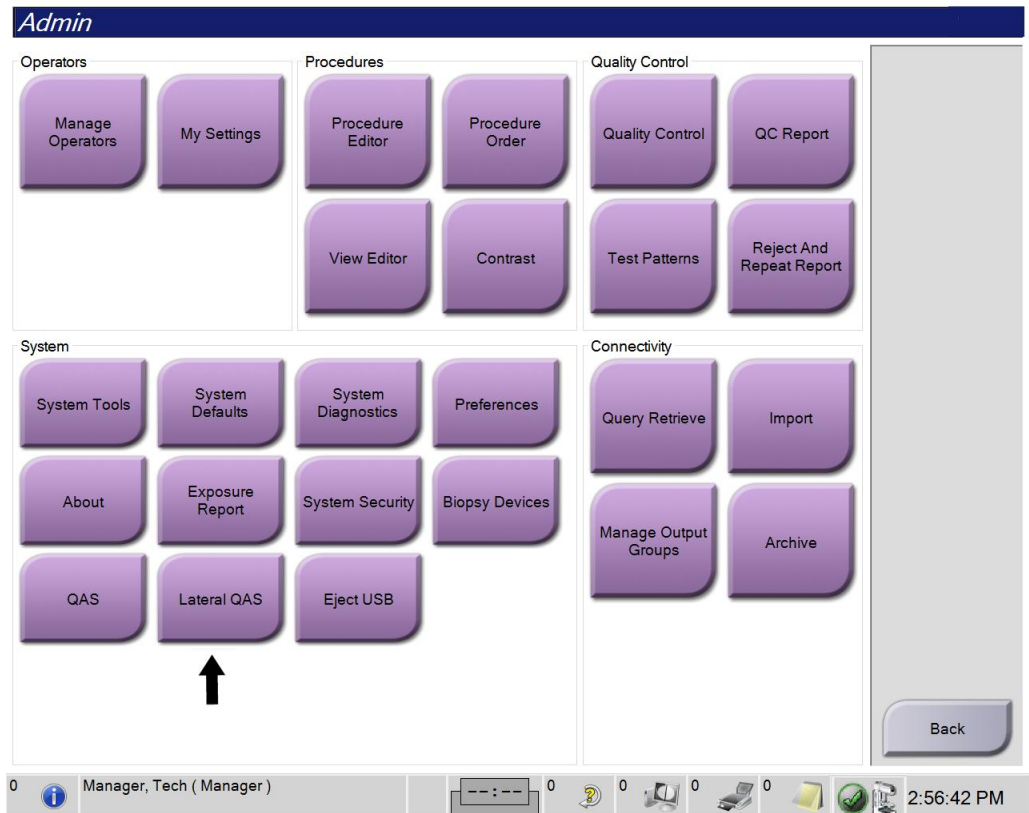 Admin
Operators
Manage
Operators
My Settings
Procedures
Procedure
Editor
Procedure
Order
View Editor
Contrast
Quality Control
Quality Control
QC Report
Test Patterns
Reject And
Repeat Report
System
System Tools
System
Defaults
System
Diagnostics
Preferences
About
Exposure
Report
System Security
Biopsy Devices
QAS
Lateral QAS
Eject USB
Connectivity
Query Retrieve
Import
Manage Output
Groups
Archive
Back
0
Manager, Tech ( Manager )
--:--
0
0
0
0
2:56:42 PM